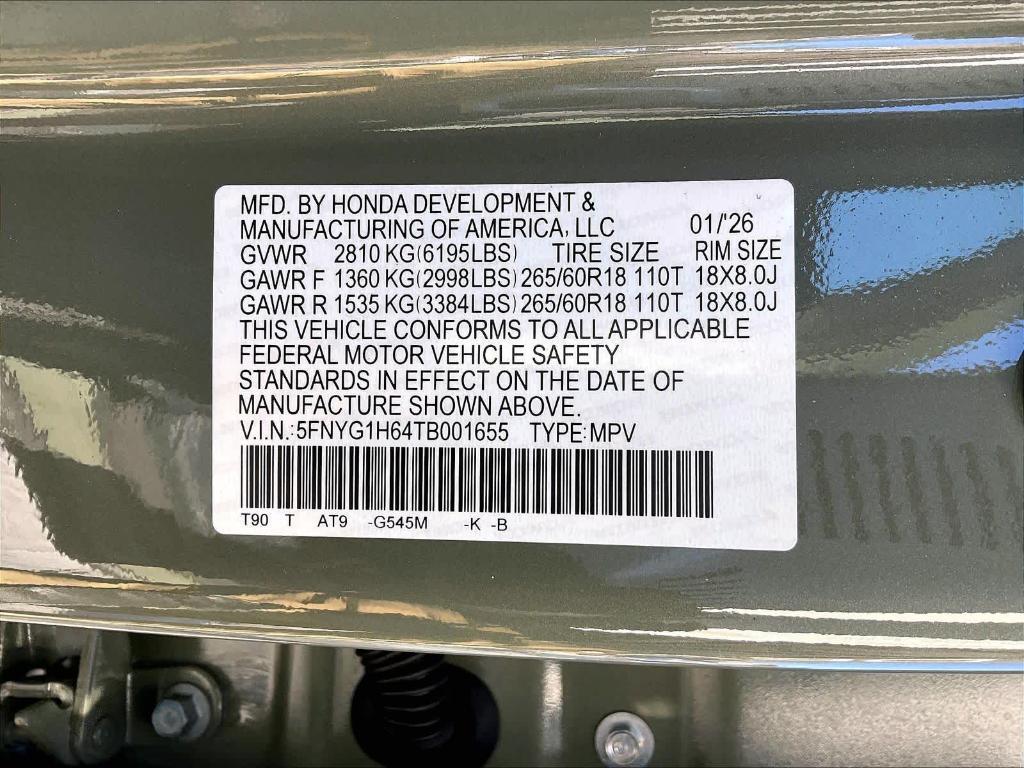 MFD. BY HONDA DEVELOPMENT &
MANUFACTURING OF AMERICA, LLC 01/'26
GVWR 2810 KG(6195LBS) TIRE SIZE RIM SIZE
GAWR F 1360 KG(2998LBS) 265/60R18 110T 18X8.0J
GAWR R 1535 KG(3384LBS) 265/60R18 110T 18X8.0J
THIS VEHICLE CONFORMS TO ALL APPLICABLE
FEDERAL MOTOR VEHICLE SAFETY
STANDARDS IN EFFECT ON THE DATE OF
MANUFACTURE SHOWN ABOVE.
V.I.N.:5FNYG1H64TB001655 TYPE:MPV
T90 T AT9 -G545M -K -B